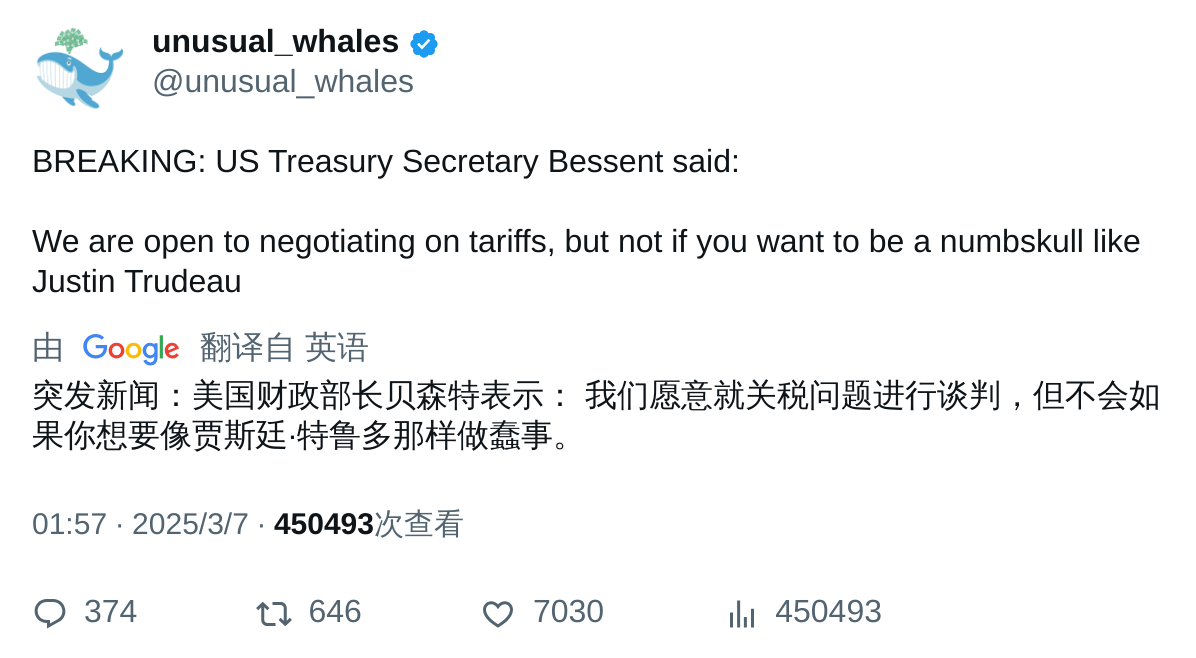 unusual_whales
@unusual_whales
BREAKING: US Treasury Secretary Bessent said:
We are open to negotiating on tariffs, but not if you want to be a numbskull like
Justin Trudeau
由 Google 翻译自 英语
突发新闻：美国财政部长贝森特表示： 我们愿意就关税问题进行谈判，但不会如
果你想要像贾斯廷·特鲁多那样做蠢事。
01:57 · 2025/3/7 · 450493次查看
374 646 7030 450493